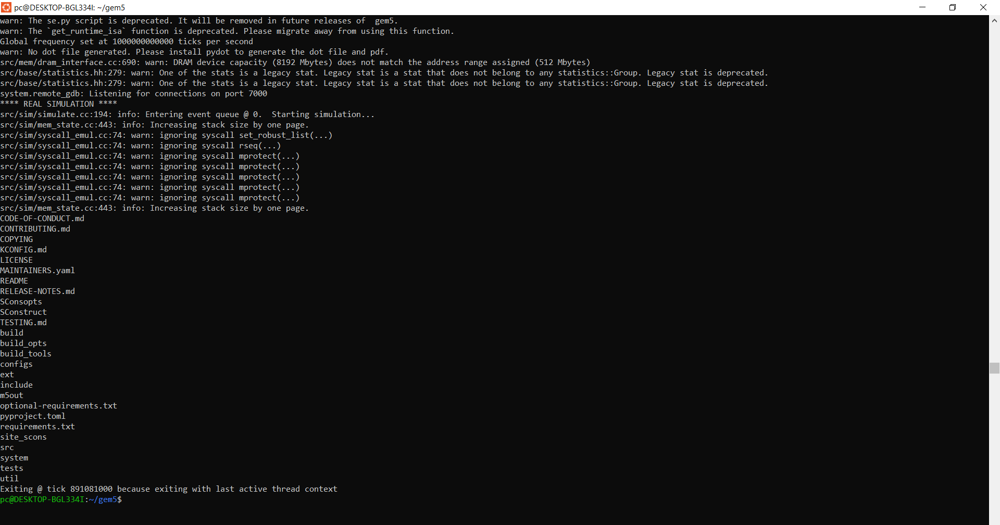 pc@DESKTOP-BGL334I: ~/gem5
warn: The se.py script is deprecated. It will be removed in future releases of  gem5.
warn: The `get_runtime_isa` function is deprecated. Please migrate away from using this function.
Global frequency set at 1000000000000 ticks per second
warn: No dot file generated. Please install pydot to generate the dot file and pdf.
src/mem/dram_interface.cc:690: warn: DRAM device capacity (8192 Mbytes) does not match the address range assigned (512 Mbytes)
src/base/statistics.hh:279: warn: One of the stats is a legacy stat. Legacy stat is a stat that does not belong to any statistics::Group. Legacy stat is deprecated.
src/base/statistics.hh:279: warn: One of the stats is a legacy stat. Legacy stat is a stat that does not belong to any statistics::Group. Legacy stat is deprecated.
system.remote_gdb: Listening for connections on port 7000
**** REAL SIMULATION ****
src/sim/simulate.cc:194: info: Entering event queue @ 0.  Starting simulation...
src/sim/mem_state.cc:443: info: Increasing stack size by one page.
src/sim/syscall_emul.cc:74: warn: ignoring syscall set_robust_list(...)
src/sim/syscall_emul.cc:74: warn: ignoring syscall rseq(...)
src/sim/syscall_emul.cc:74: warn: ignoring syscall mprotect(...)
src/sim/syscall_emul.cc:74: warn: ignoring syscall mprotect(...)
src/sim/syscall_emul.cc:74: warn: ignoring syscall mprotect(...)
src/sim/syscall_emul.cc:74: warn: ignoring syscall mprotect(...)
src/sim/syscall_emul.cc:74: warn: ignoring syscall mprotect(...)
src/sim/mem_state.cc:443: info: Increasing stack size by one page.
CODE-OF-CONDUCT.md
CONTRIBUTING.md
COPYING
KCONFIG.md
LICENSE
MAINTAINERS.yaml
README
RELEASE-NOTES.md
SConsopts
SConstruct
TESTING.md
build
build_opts
build_tools
configs
ext
include
m5out
optional-requirements.txt
pyproject.toml
requirements.txt
site_scons
src
system
tests
util
Exiting @ tick 891081000 because exiting with last active thread context
pc@DESKTOP-BGL334I:~/gem5$